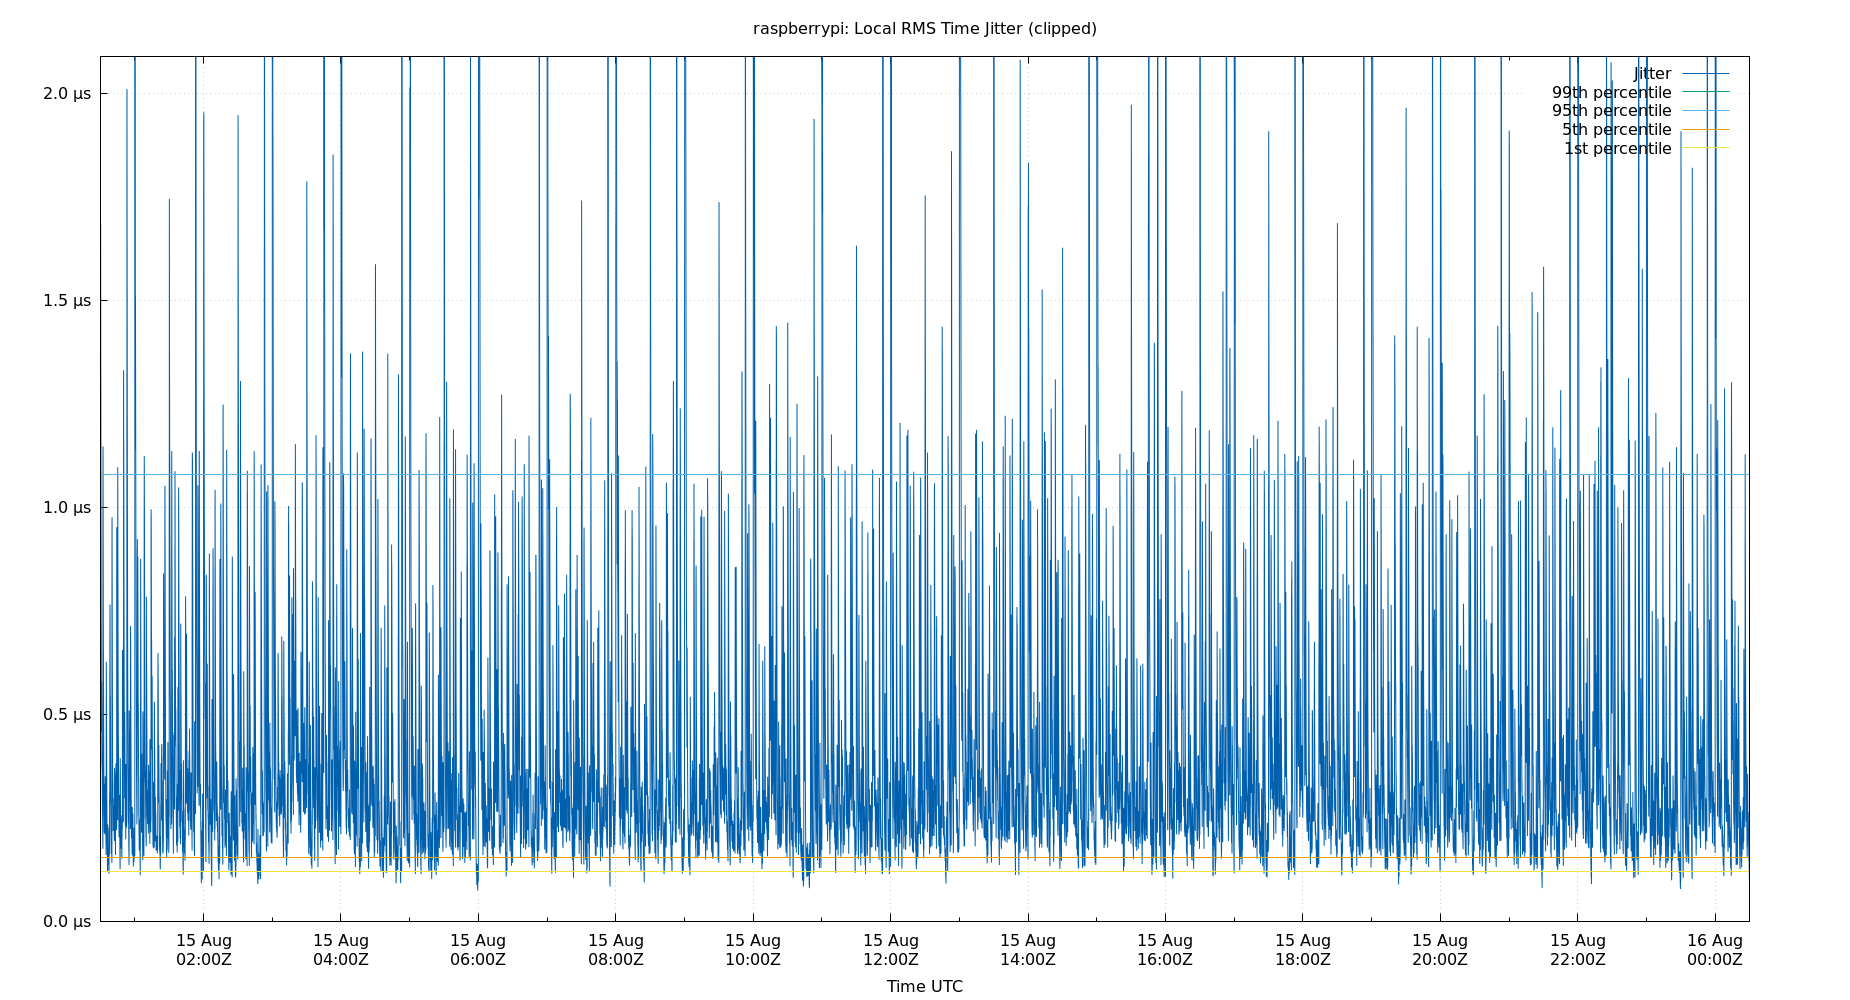 raspberrypi: Local RMS Time Jitter (clipped)
Jitter
99th percentile
95th percentile
5th percentile
1st percentile
2.0 µs
1.5 µs
1.0 µs
0.5 µs
0.0 µs
15 Aug 15 Aug 15 Aug 15 Aug 15 Aug 15 Aug 15 Aug 15 Aug 15 Aug 15 Aug 15 Aug 16 Aug
02:00Z 04:00Z 06:00Z 08:00Z 10:00Z 12:00Z 14:00Z 16:00Z 18:00Z 20:00Z 22:00Z 00:00Z
Time UTC